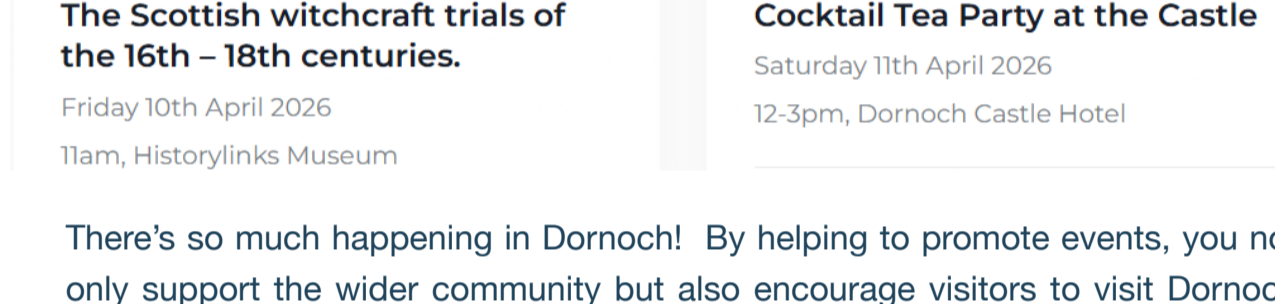 The Scottish witchcraft trials of
the 16th – 18th centuries.
Friday 10th April 2026
11am, Historylinks Museum
Cocktail Tea Party at the Castle
Saturday 11th April 2026
12-3pm, Dornoch Castle Hotel
There's so much happening in Dornoch!  By helping to promote events, you
only support the wider community but also encourage visitors to visit